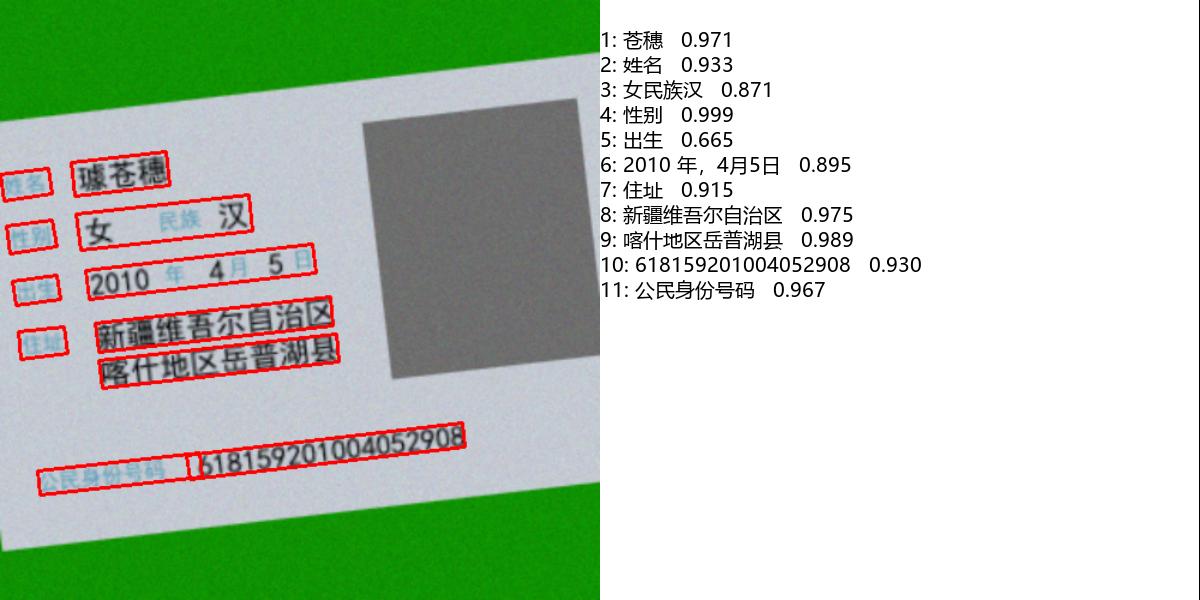 姓名 璩苍穗
性别 女 民族 汉
出生 2010 年 4 月 5 日
住址 新疆维吾尔自治区
喀什地区岳普湖县
公民身份号码 618159201004052908
1: 苍穗 0.971
2: 姓名 0.933
3: 女民族汉 0.871
4: 性别 0.999
5: 出生 0.665
6: 2010 年，4月5日 0.895
7: 住址 0.915
8: 新疆维吾尔自治区 0.975
9: 喀什地区岳普湖县 0.989
10: 618159201004052908 0.930
11: 公民身份号码 0.967